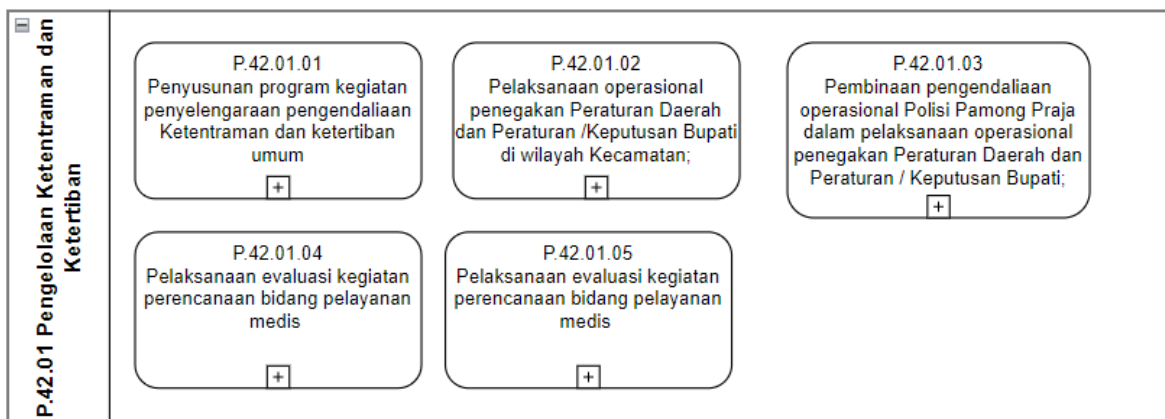 P.42.01 Pengelolaan Ketentraman dan
Ketertiban
P.42.01.01
Penyusunan program kegiatan
penyelengaraan pengendaliaan
Ketentraman dan ketertiban
umum
P.42.01.02
Pelaksanaan operasional
penegakan Peraturan Daerah
dan Peraturan /Keputusan Bupati
di wilayah Kecamatan;
P.42.01.03
Pembinaan pengendaliaan
operasional Polisi Pamong Praja
dalam pelaksanaan operasional
penegakan Peraturan Daerah dan
Peraturan / Keputusan Bupati;
P.42.01.04
Pelaksanaan evaluasi kegiatan
perencanaan bidang pelayanan
medis
P.42.01.05
Pelaksanaan evaluasi kegiatan
perencanaan bidang pelayanan
medis